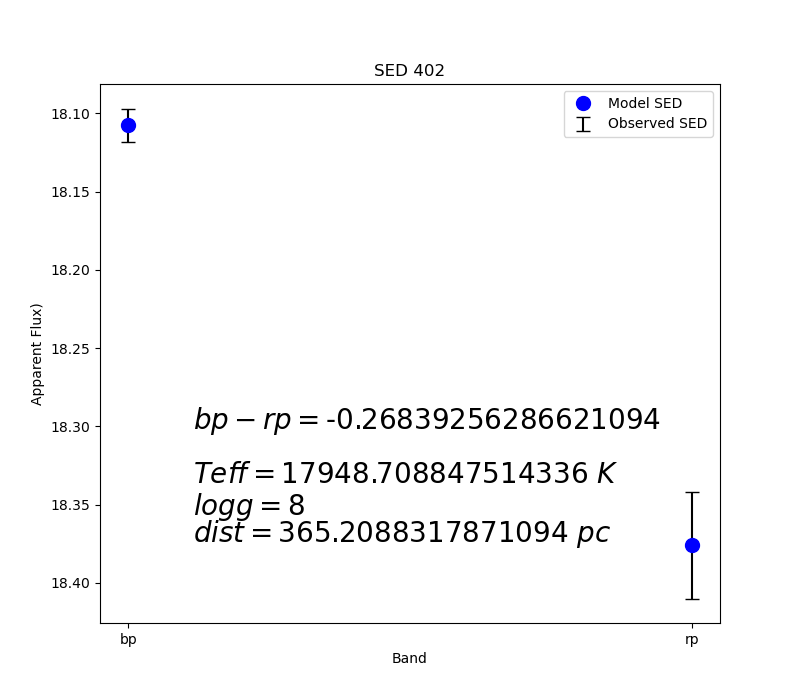 SED 402
Model SED
Observed SED
18.10
18.15
18.20
18.25
18.30
18.35
18.40
Apparent Flux)
bp − rp = -0.26839256286621094
Teff = 17948.708847514336 K
logg = 8
dist = 365.2088317871094 pc
bp
rp
Band